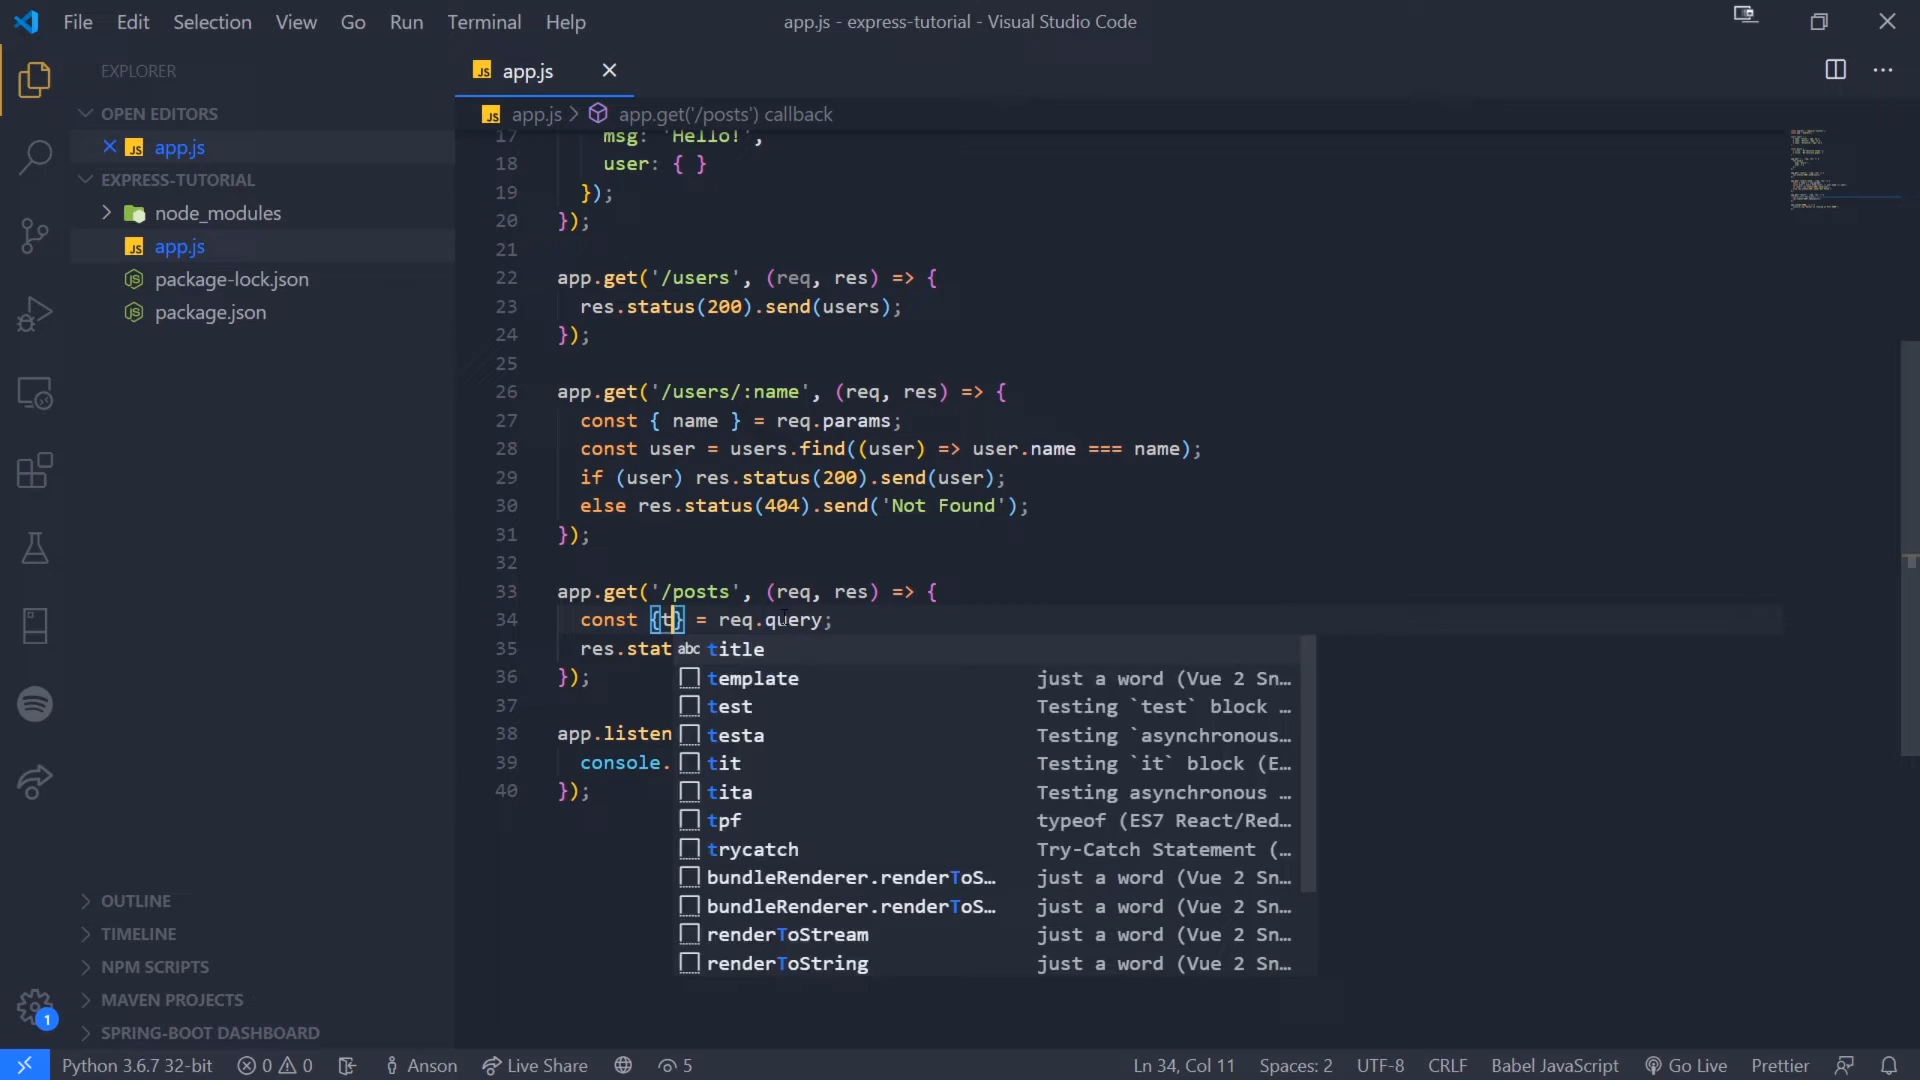 File Edit Selection View Go Run Terminal Help
app.js - express-tutorial - Visual Studio Code
EXPLORER
OPEN EDITORS
JS app.js
EXPRESS-TUTORIAL
node_modules
JS app.js
package-lock.json
package.json
OUTLINE
TIMELINE
NPM SCRIPTS
MAVEN PROJECTS
SPRING-BOOT DASHBOARD
1
JS app.js
JS app.js > app.get('/posts') callback
17 msg: 'Hello!',
18 user: { }
19 });
20 });
21
22 app.get('/users', (req, res) => {
23 res.status(200).send(users);
24 });
25
26 app.get('/users/:name', (req, res) => {
27 const { name } = req.params;
28 const user = users.find((user) => user.name === name);
29 if (user) res.status(200).send(user);
30 else res.status(404).send('Not Found');
31 });
32
33 app.get('/posts', (req, res) => {
34 const {t} = req.query;
35 res.stat
36 });
37
38 app.listen
39 console.
40 });
abc title
template just a word (Vue 2 Sn…
test Testing `test` block …
testa Testing `asynchronous…
tit Testing `it` block (E…
tita Testing asynchronous …
tpf typeof (ES7 React/Red…
trycatch Try-Catch Statement (…
bundleRenderer.renderToS… just a word (Vue 2 Sn…
bundleRenderer.renderToS… just a word (Vue 2 Sn…
renderToStream just a word (Vue 2 Sn…
renderToString just a word (Vue 2 Sn…
Python 3.6.7 32-bit 0 0 Anson Live Share 5 Ln 34, Col 11 Spaces: 2 UTF-8 CRLF Babel JavaScript Go Live Prettier